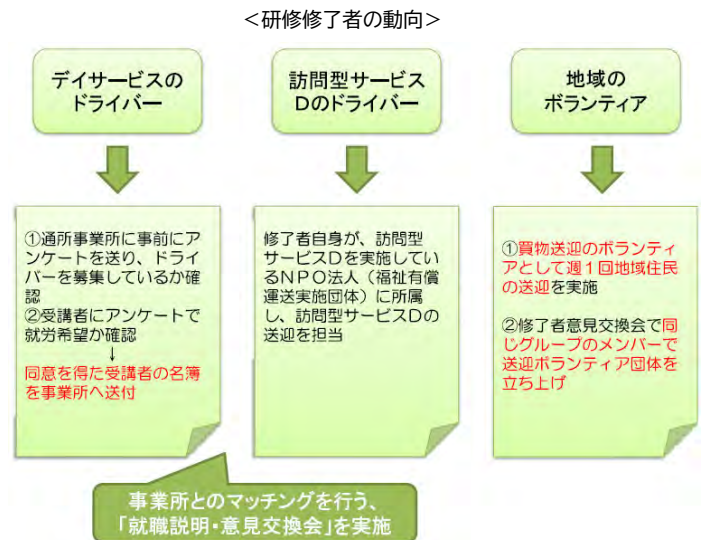 ＜研修修了者の動向＞
デイサービスの
ドライバー
①通所事業所に事前にア
ンケートを送り、ドライ
バーを募集しているか確
認
②受講者にアンケートで
就労希望か確認
↓
同意を得た受講者の名簿
を事業所へ送付
事業所とのマッチングを行う、
「就職説明・意見交換会」を実施
訪問型サービス
Ｄのドライバー
修了者自身が、訪問型
サービスＤを実施してい
るＮＰＯ法人（福祉有償
運送実施団体）に所属
し、訪問型サービスＤの
送迎を担当
地域の
ボランティア
①買物送迎のボランティ
アとして週１回地域住民
の送迎を実施
②修了者意見交換会で同
じグループのメンバーで
送迎ボランティア団体を
立ち上げ